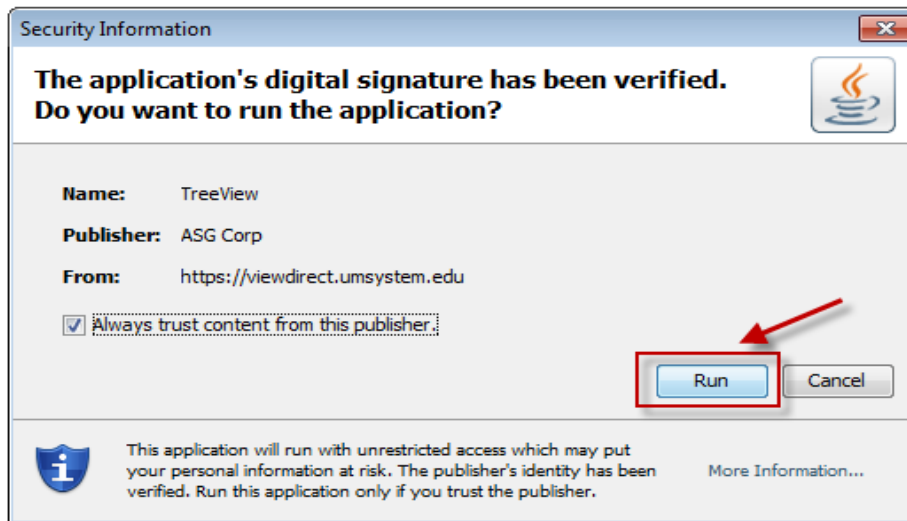 Security Information
The application's digital signature has been verified.
Do you want to run the application?
Name: TreeView
Publisher: ASG Corp
From: https://viewdirect.umsystem.edu
Always trust content from this publisher.
Run Cancel
This application will run with unrestricted access which may put
your personal information at risk. The publisher's identity has been
verified. Run this application only if you trust the publisher.
More Information...